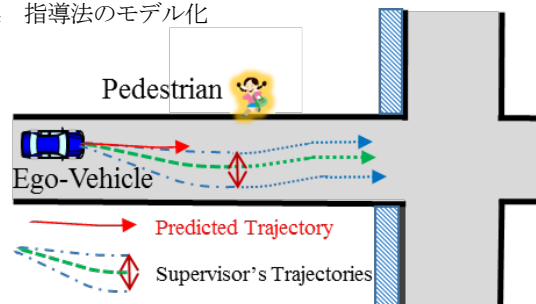 指導法のモデル化
Pedestrian
Ego-Vehicle
Predicted Trajectory
Supervisor's Trajectories